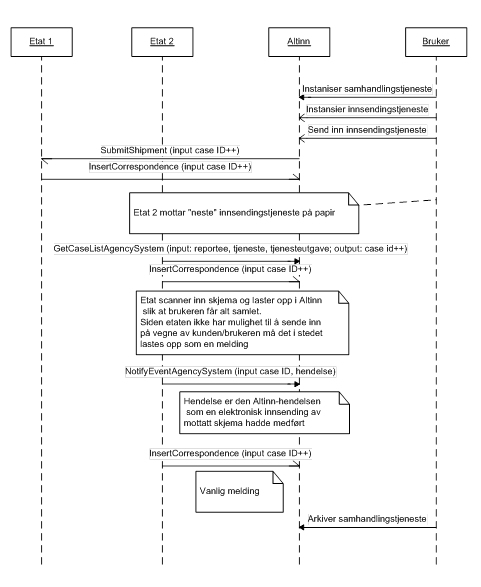 Etat 1
Etat 2
Altinn
Bruker
Instaniser samhandlingstjeneste
Instansier innsendingstjeneste
Send inn innsendingstjeneste
SubmitShipment (input case ID++)
InsertCorrespondence (input case ID++)
Etat 2 mottar "neste" innsendingstjeneste på papir
GetCaseListAgencySystem (input: reportee, tjeneste, tjenesteutgave; output: case id++)
InsertCorrespondence (input case ID++)
Etat scanner inn skjema og laster opp i Altinn
slik at brukeren får alt samlet.
Siden etaten ikke har mulighet til å sende inn
på vegne av kunden/brukeren må det i stedet
lastes opp som en melding
NotifyEventAgencySystem (input case ID, hendelse)
Hendelse er den Altinn-hendelsen
som en elektronisk innsending av
mottatt skjema hadde medført
InsertCorrespondence (input case ID++)
Vanlig melding
Arkiver samhandlingstjeneste